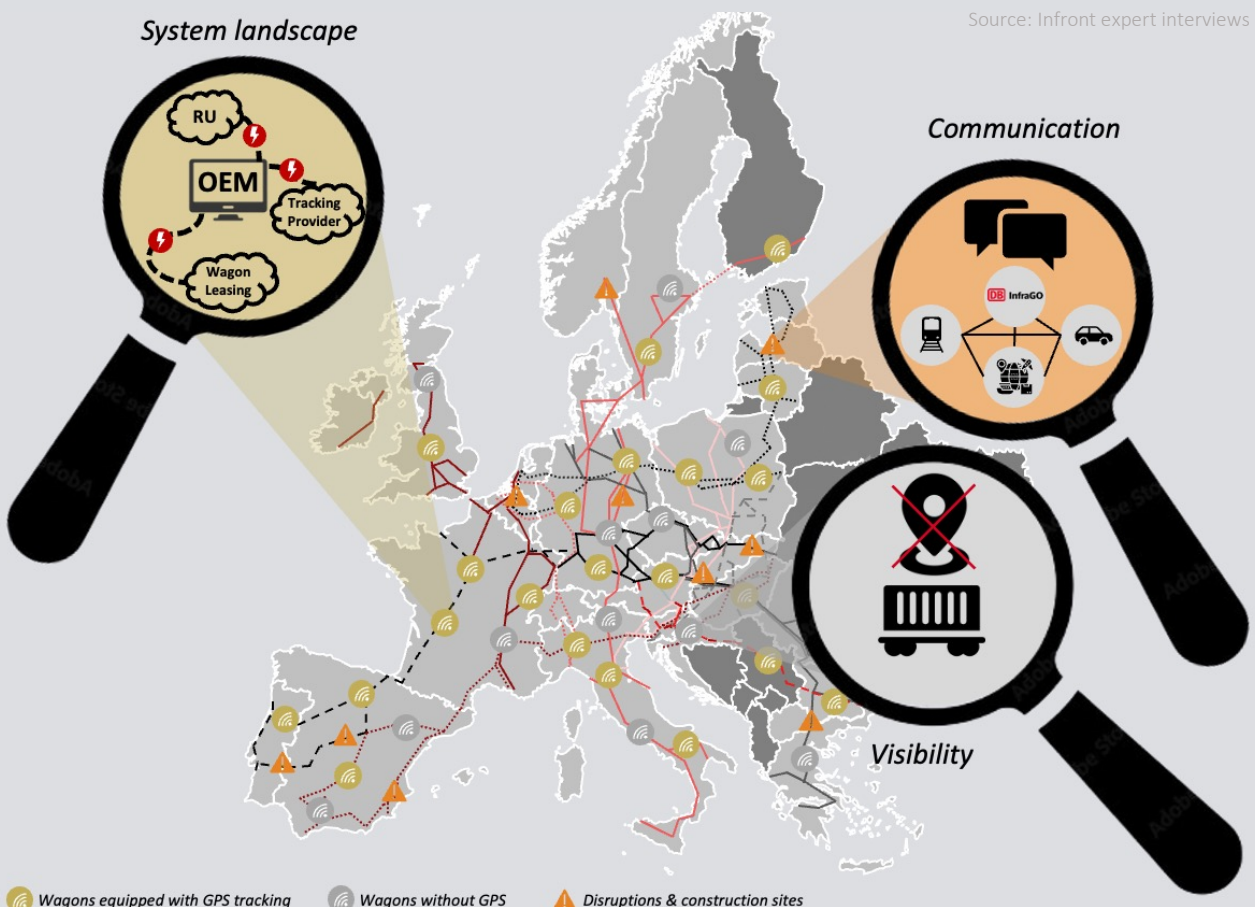 Source: Infront expert interviews
System landscape
RU
OEM
Tracking
Provider
Wagon
Leasing
Communication
DB InfraGO
Visibility
Wagons equipped with GPS tracking
Wagons without GPS
Disruptions & construction sites